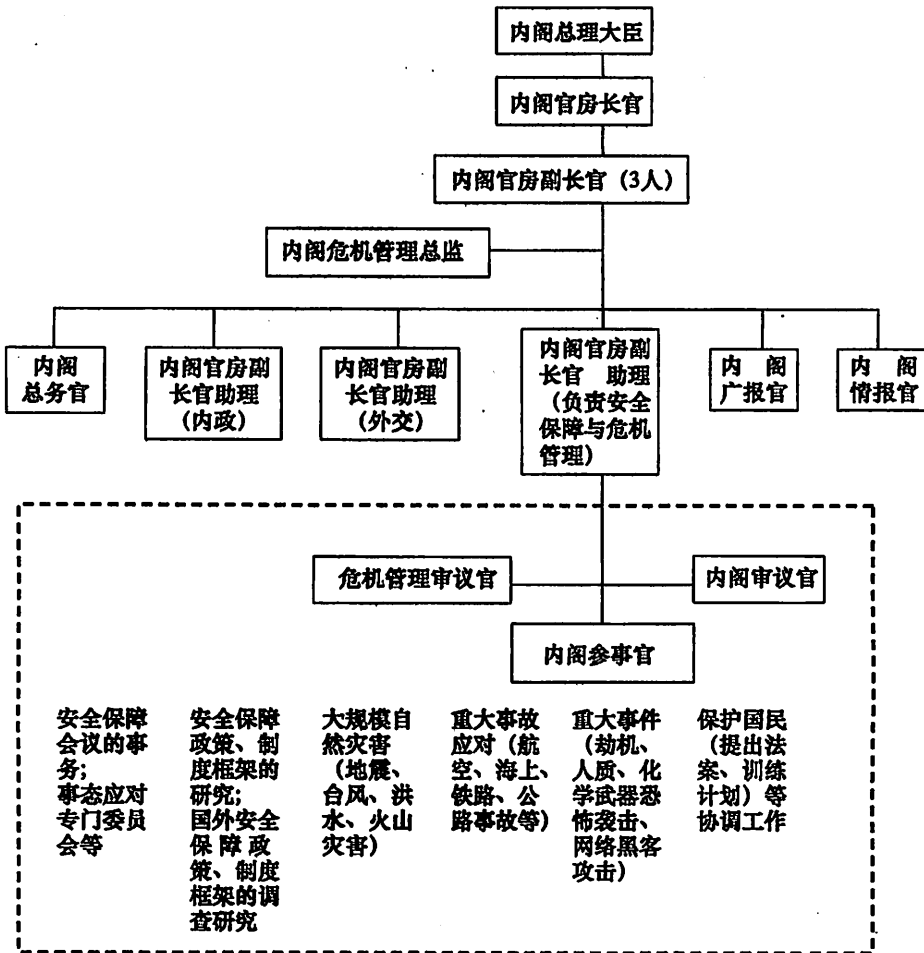 内阁总理大臣
内阁官房长官
内阁官房副长官（3人）
内阁危机管理总监
内阁
总务官
内阁官房副
长官助理
（内政）
内阁官房副
长官助理
（外交）
内阁官房副
长官 助理
（负责安全
保障与危机
管理）
内 阁
广报官
内 阁
情报官
危机管理审议官
内阁审议官
内阁参事官
安全保障
会议的事
务；
事态应对
专门委员
会等
安全保障
政策、制
度框架的
研究；
国外安全
保 障 政
策、制度
框架的调
查研究
大规模自
然灾害
（地震、
台风、洪
水、火山
灾害）
重大事故
应对（航
空、海上、
铁路、公
路事故等）
重大事件
（劫机、
人质、化
学武器恐
怖袭击、
网络黑客
攻击）
保护国民
（提出法
案、训练
计划）等
协调工作